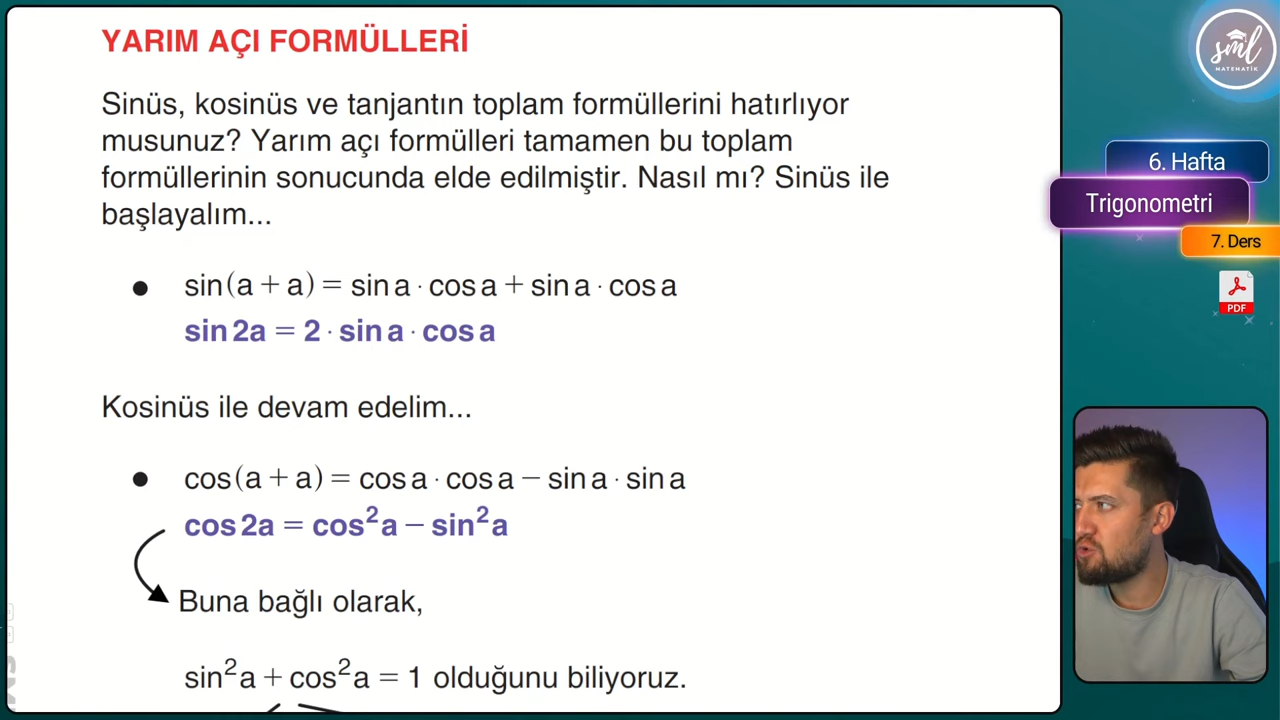 YARIM AÇI FORMÜLLERİ
Sinüs, kosinüs ve tanjantın toplam formüllerini hatırlıyor
musunuz? Yarım açı formülleri tamamen bu toplam
formüllerinin sonucunda elde edilmiştir. Nasıl mı? Sinüs ile
başlayalım...
● sin(a + a) = sin a · cos a + sin a · cos a
sin 2a = 2 · sin a · cos a
Kosinüs ile devam edelim...
● cos(a + a) = cos a · cos a − sin a · sin a
cos 2a = cos²a − sin²a
Buna bağlı olarak,
sin²a + cos²a = 1 olduğunu biliyoruz.
sml
MATEMATİK
6. Hafta
Trigonometri
7. Ders
PDF